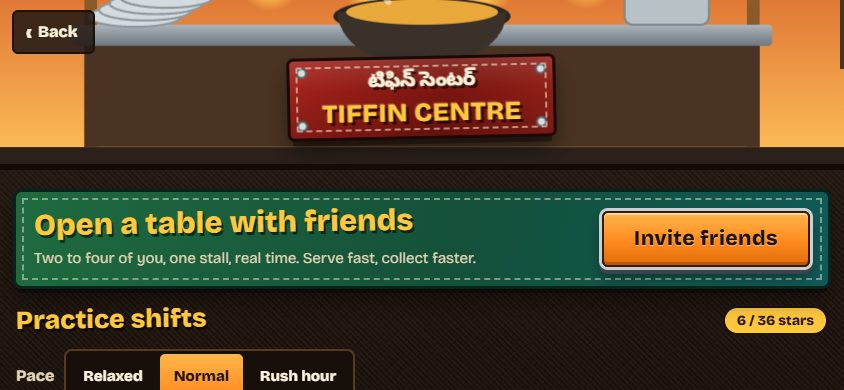 ‹ Back
టిఫిన్ సెంటర్
TIFFIN CENTRE
Open a table with friends
Two to four of you, one stall, real time. Serve fast, collect faster.
Invite friends
Practice shifts
6 / 36 stars
Pace
Relaxed
Normal
Rush hour